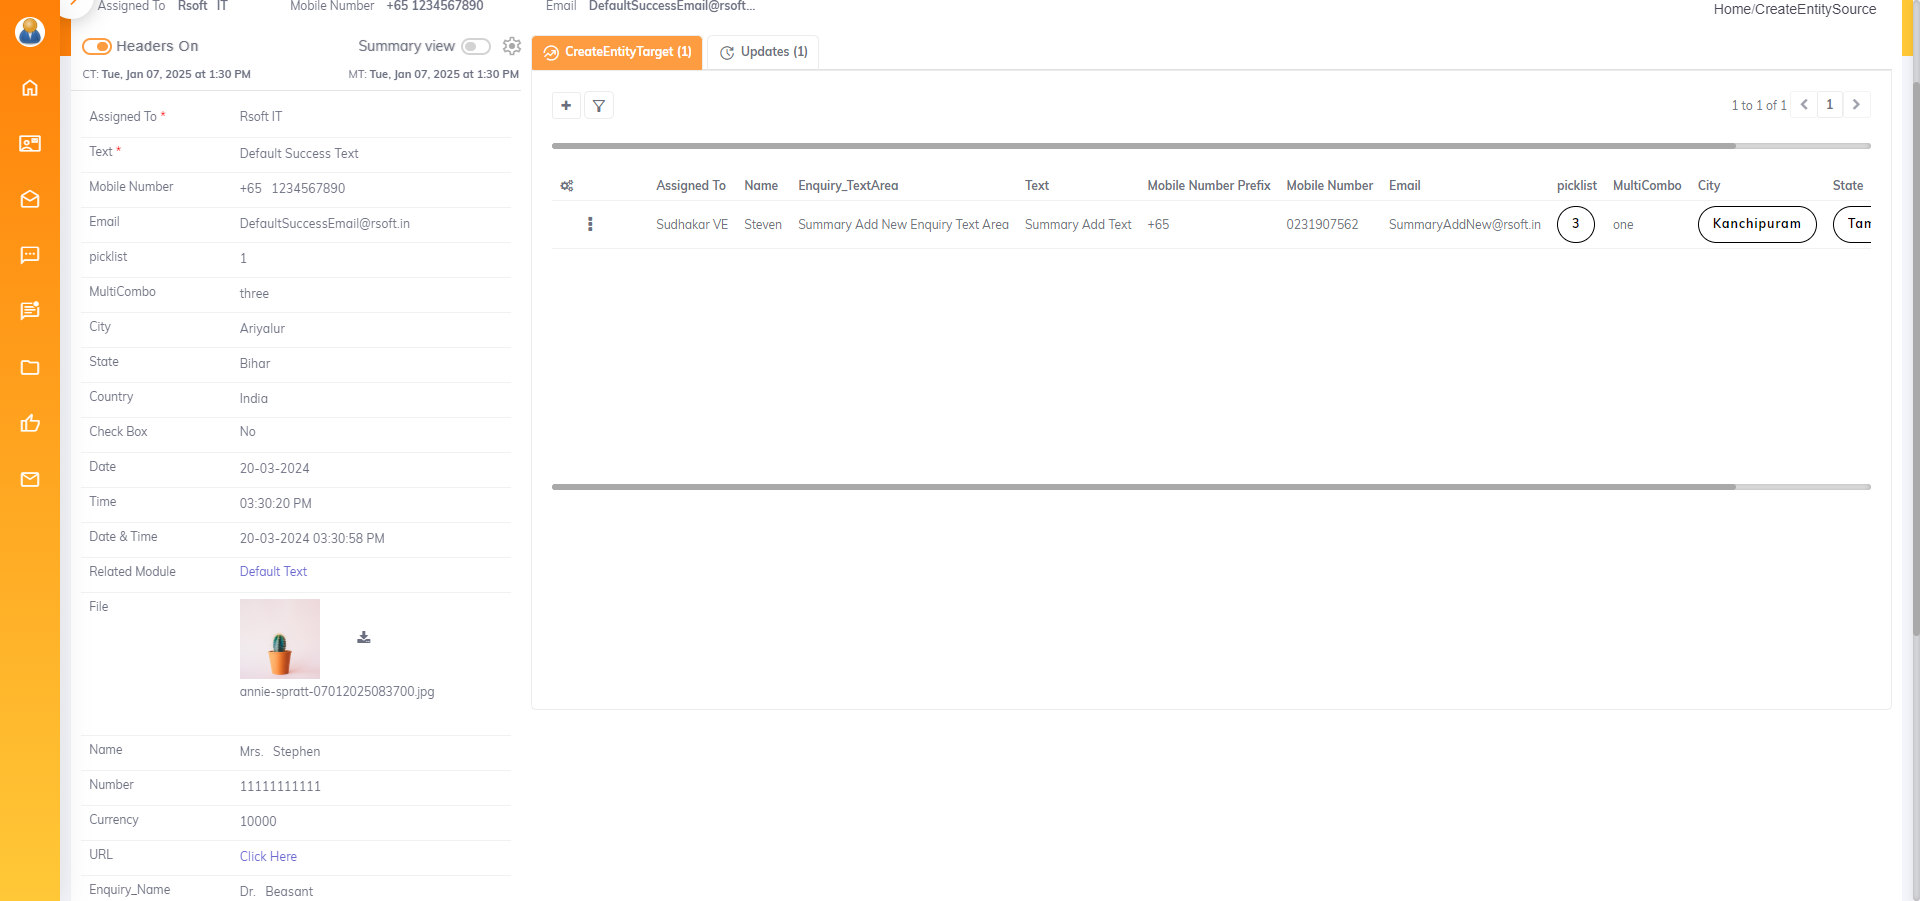 Assigned To Rsoft IT Mobile Number +65 1234567890 Email DefaultSuccessEmail@rsoft...
Home/CreateEntitySource
Headers On Summary view
CT: Tue, Jan 07, 2025 at 1:30 PM MT: Tue, Jan 07, 2025 at 1:30 PM
Assigned To * Rsoft IT
Text * Default Success Text
Mobile Number +65 1234567890
Email DefaultSuccessEmail@rsoft.in
picklist 1
MultiCombo three
City Ariyalur
State Bihar
Country India
Check Box No
Date 20-03-2024
Time 03:30:20 PM
Date & Time 20-03-2024 03:30:58 PM
Related Module Default Text
File
annie-spratt-07012025083700.jpg
Name Mrs. Stephen
Number 11111111111
Currency 10000
URL Click Here
Enquiry_Name Dr. Beasant
CreateEntityTarget (1) Updates (1)
1 to 1 of 1 1
Assigned To Name Enquiry_TextArea Text Mobile Number Prefix Mobile Number Email picklist MultiCombo City State
Sudhakar VE Steven Summary Add New Enquiry Text Area Summary Add Text +65 0231907562 SummaryAddNew@rsoft.in 3 one Kanchipuram Tam